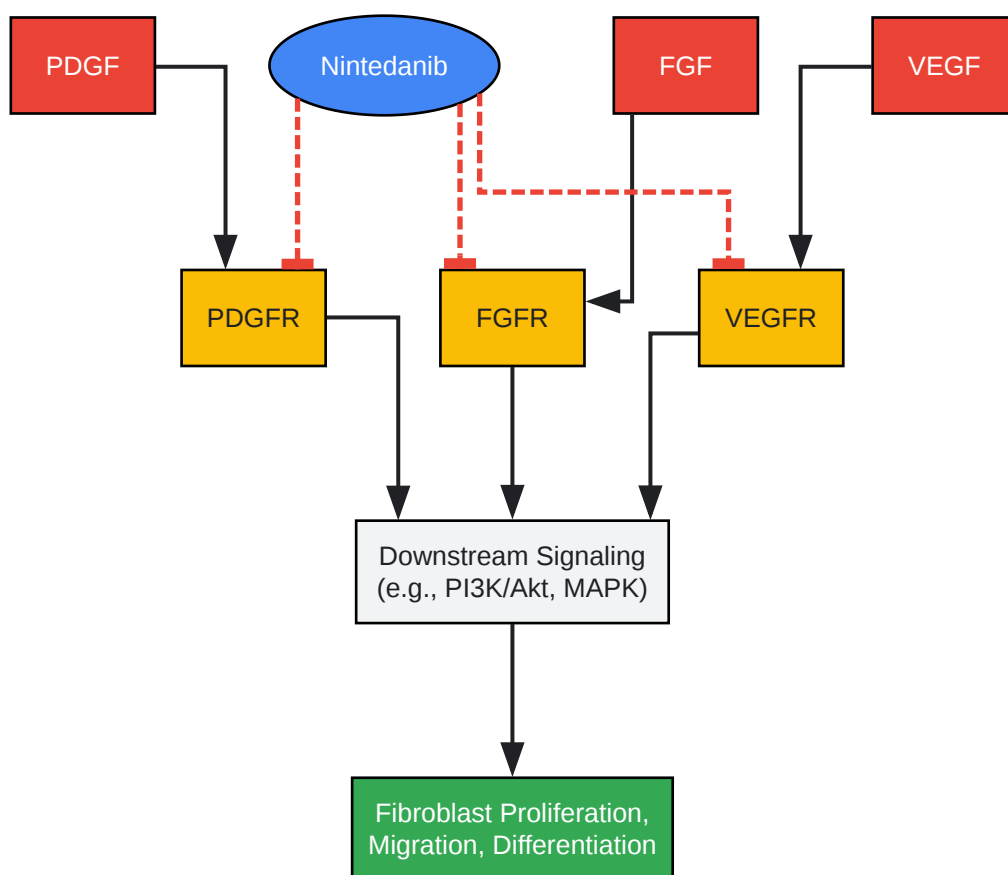 PDGF
Nintedanib
FGF
VEGF
PDGFR
FGFR
VEGFR
Downstream Signaling
(e.g., PI3K/Akt, MAPK)
Fibroblast Proliferation,
Migration, Differentiation